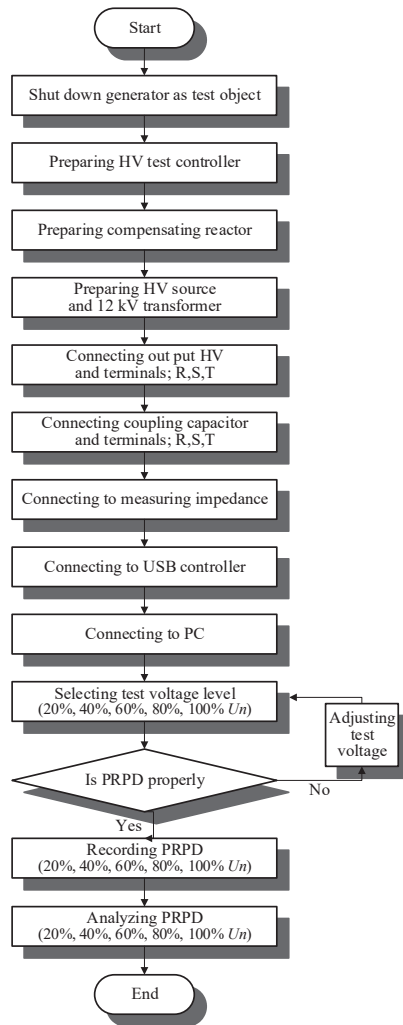 Start
Shut down generator as test object
Preparing HV test controller
Preparing compensating reactor
Preparing HV source
and 12 kV transformer
Connecting out put HV
and terminals; R,S,T
Connecting coupling capacitor
and terminals; R,S,T
Connecting to measuring impedance
Connecting to USB controller
Connecting to PC
Selecting test voltage level
(20%, 40%, 60%, 80%, 100% Un)
Adjusting
test
voltage
Is PRPD properly
No
Yes
Recording PRPD
(20%, 40%, 60%, 80%, 100% Un)
Analyzing PRPD
(20%, 40%, 60%, 80%, 100% Un)
End